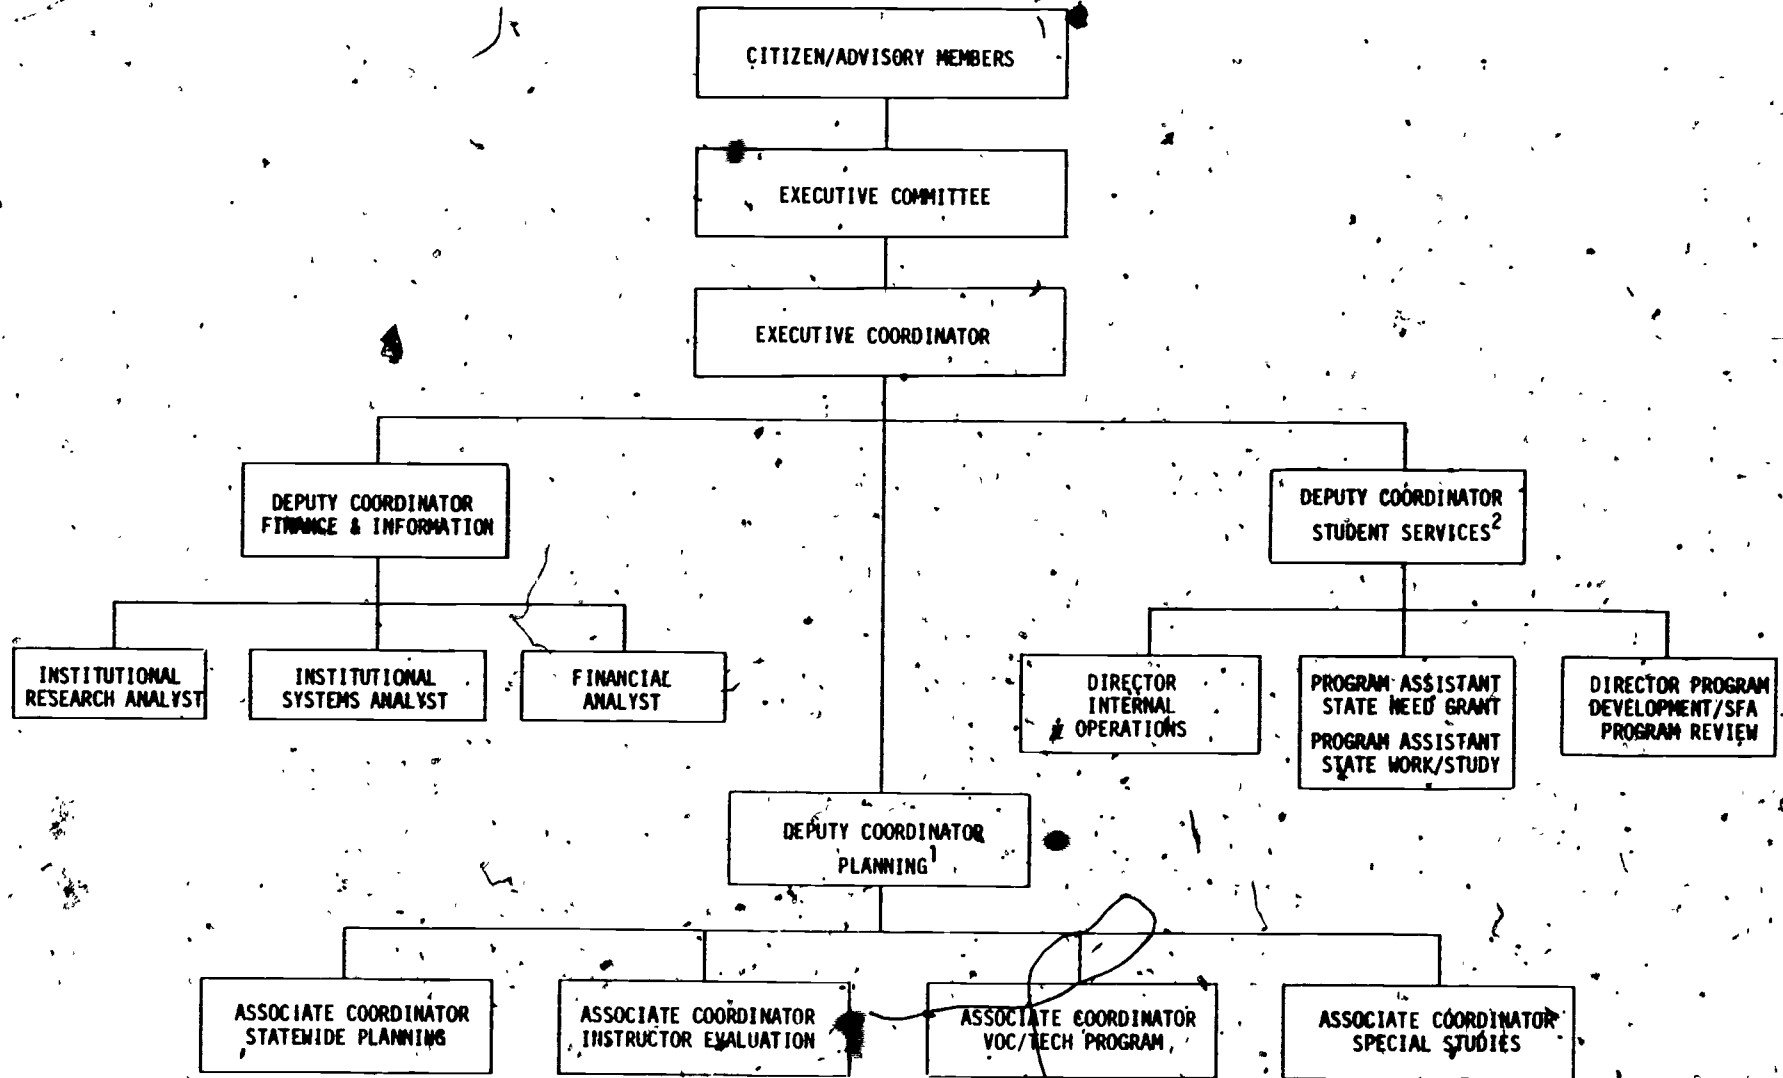 CITIZEN/ADVISORY MEMBERS
EXECUTIVE COMMITTEE
EXECUTIVE COORDINATOR
DEPUTY COORDINATOR
FINANCE & INFORMATION
DEPUTY COORDINATOR
STUDENT SERVICES²
INSTITUTIONAL
RESEARCH ANALYST
INSTITUTIONAL
SYSTEMS ANALYST
FINANCIAL
ANALYST
DIRECTOR
INTERNAL
OPERATIONS
PROGRAM ASSISTANT
STATE NEED GRANT
PROGRAM ASSISTANT
STATE WORK/STUDY
DIRECTOR PROGRAM
DEVELOPMENT/SFA
PROGRAM REVIEW
DEPUTY COORDINATOR
PLANNING¹
ASSOCIATE COORDINATOR
STATEWIDE PLANNING
ASSOCIATE COORDINATOR
INSTRUCTOR EVALUATION
ASSOCIATE COORDINATOR
VOC/TECH PROGRAM
ASSOCIATE COORDINATOR
SPECIAL STUDIES